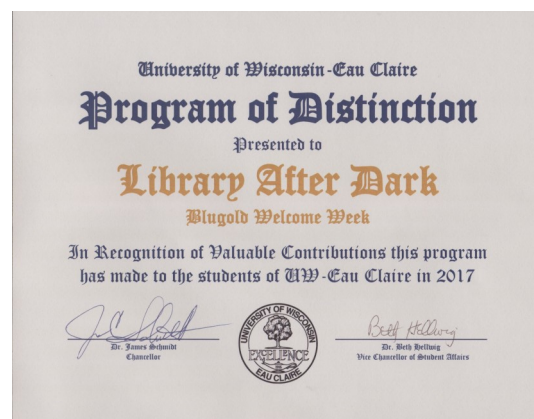 University of Wisconsin-Eau Claire
Program of Distinction
Presented to
Library After Dark
Blugold Welcome Week
In Recognition of Valuable Contributions this program
has made to the students of UW-Eau Claire in 2017
Dr. James Schmidt
Chancellor
UNIVERSITY OF WISCONSIN
EXCELLENCE
EAU CLAIRE
Beth Hellwig
Dr. Beth Hellwig
Vice Chancellor of Student Affairs